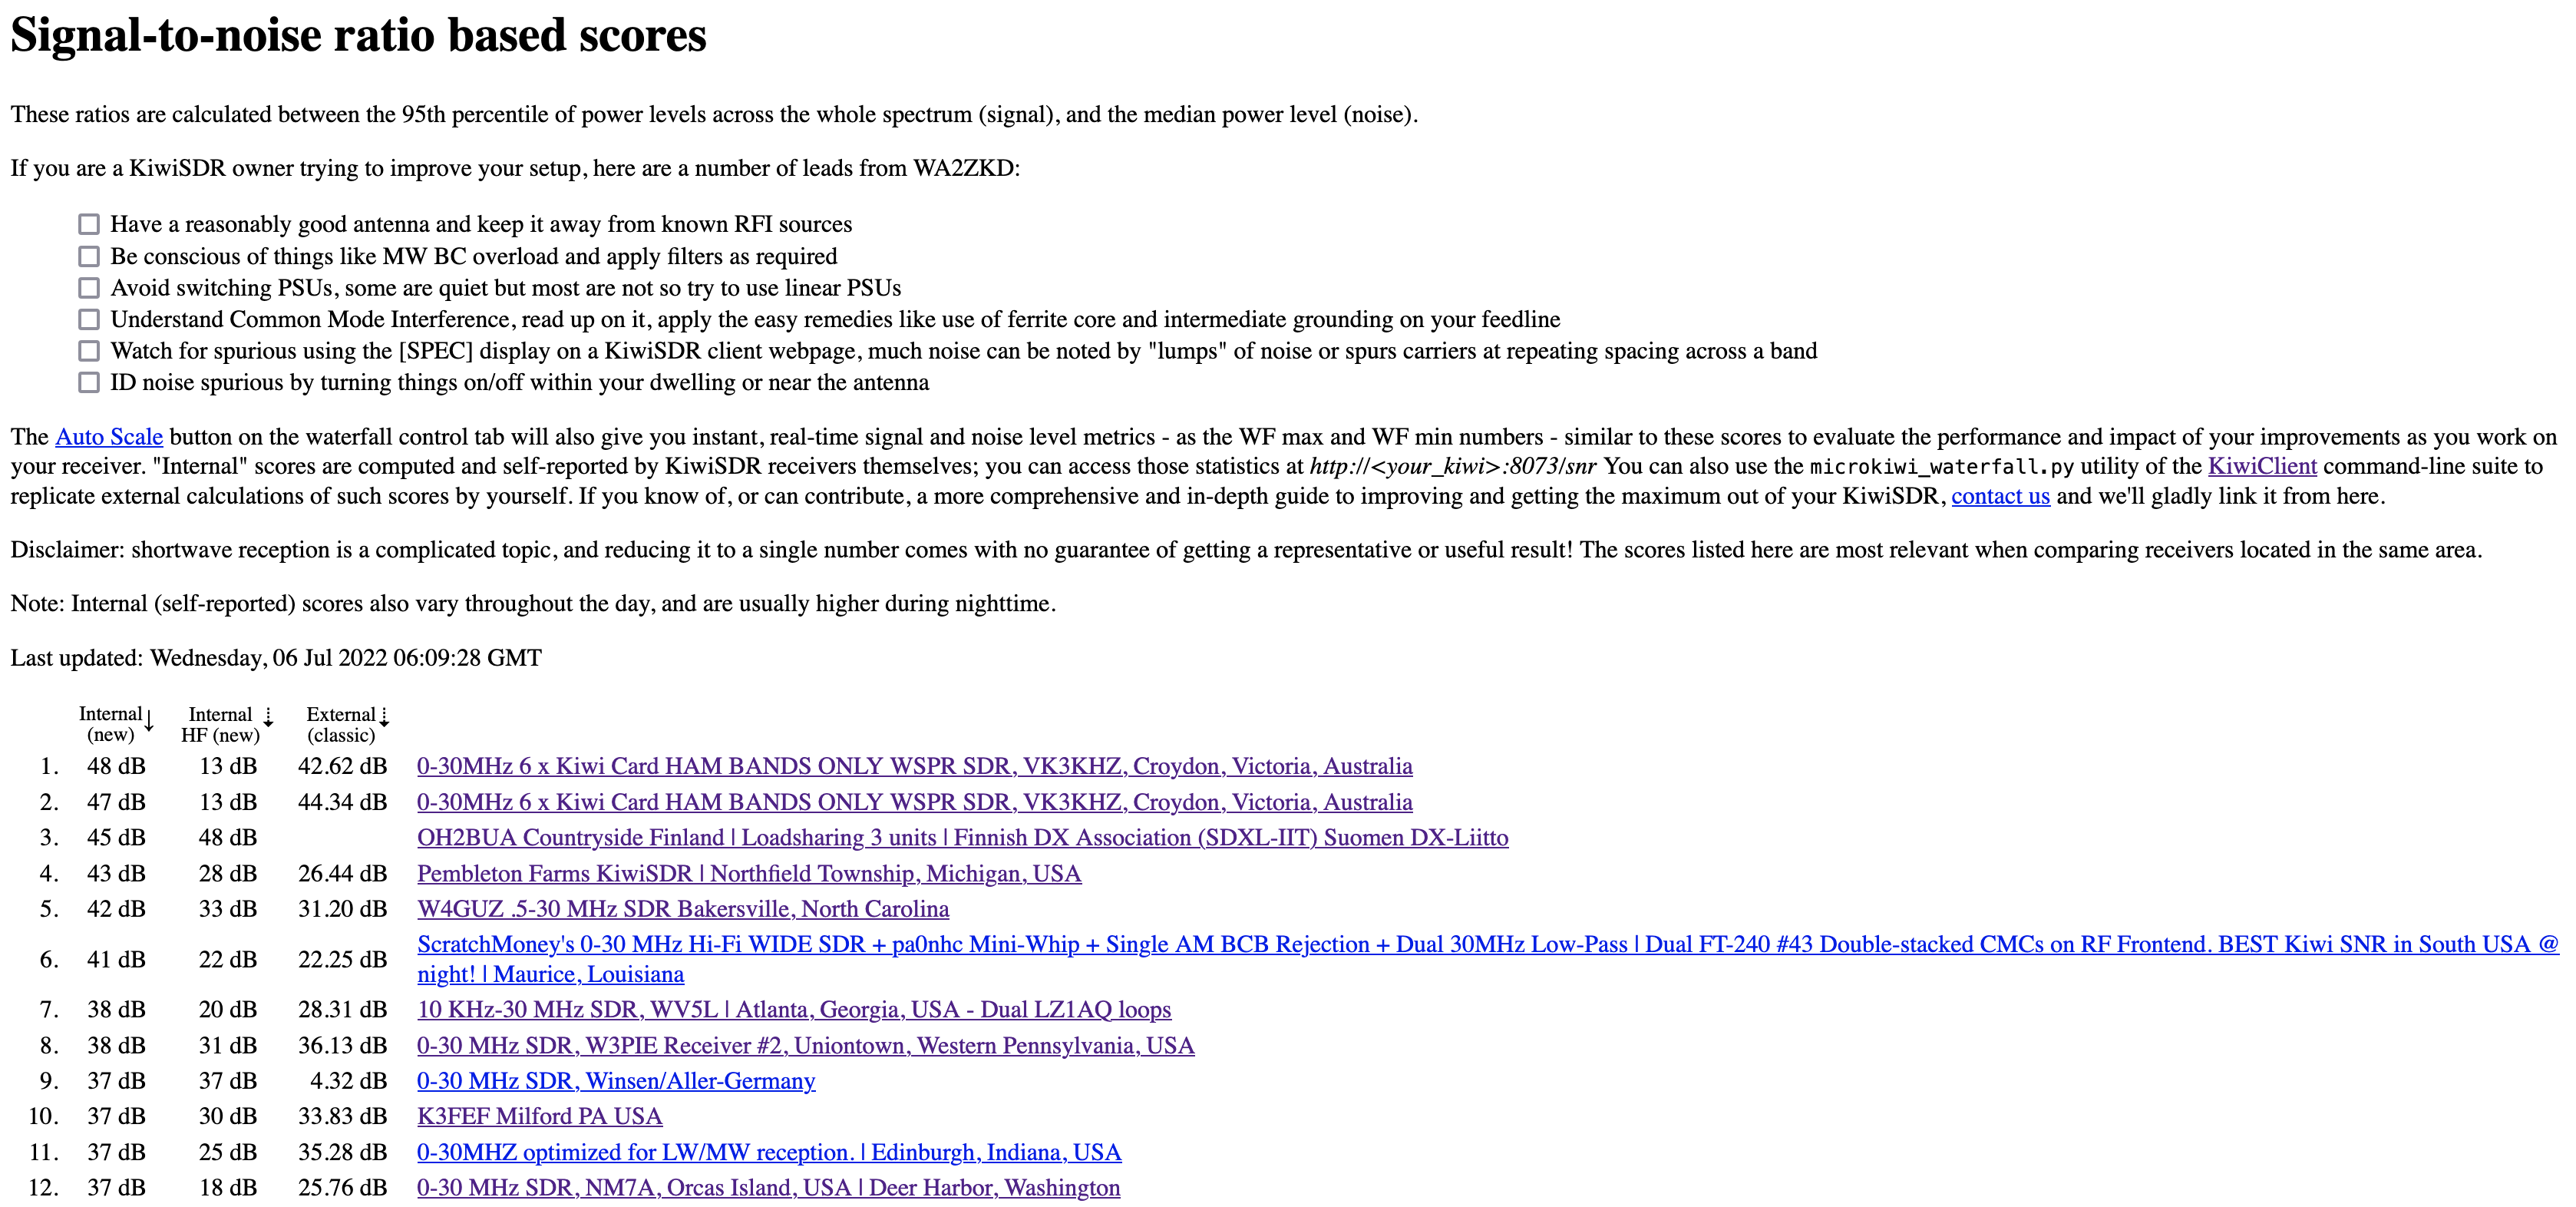 Signal-to-noise ratio based scores
These ratios are calculated between the 95th percentile of power levels across the whole spectrum (signal), and the median power level (noise).
If you are a KiwiSDR owner trying to improve your setup, here are a number of leads from WA2ZKD:
Have a reasonably good antenna and keep it away from known RFI sources
Be conscious of things like MW BC overload and apply filters as required
Avoid switching PSUs, some are quiet but most are not so try to use linear PSUs
Understand Common Mode Interference, read up on it, apply the easy remedies like use of ferrite core and intermediate grounding on your feedline
Watch for spurious using the [SPEC] display on a KiwiSDR client webpage, much noise can be noted by "lumps" of noise or spurs carriers at repeating spacing across a band
ID noise spurious by turning things on/off within your dwelling or near the antenna
The Auto Scale button on the waterfall control tab will also give you instant, real-time signal and noise level metrics - as the WF max and WF min numbers - similar to these scores to evaluate the performance and impact of your improvements as you work on
your receiver. "Internal" scores are computed and self-reported by KiwiSDR receivers themselves; you can access those statistics at http://<your_kiwi>:8073/snr You can also use the microkiwi_waterfall.py utility of the KiwiClient command-line suite to
replicate external calculations of such scores by yourself. If you know of, or can contribute, a more comprehensive and in-depth guide to improving and getting the maximum out of your KiwiSDR, contact us and we'll gladly link it from here.
Disclaimer: shortwave reception is a complicated topic, and reducing it to a single number comes with no guarantee of getting a representative or useful result! The scores listed here are most relevant when comparing receivers located in the same area.
Note: Internal (self-reported) scores also vary throughout the day, and are usually higher during nighttime.
Last updated: Wednesday, 06 Jul 2022 06:09:28 GMT
Internal ↓ Internal ⇣ External ⇣
(new) HF (new) (classic)
1. 48 dB 13 dB 42.62 dB 0-30MHz 6 x Kiwi Card HAM BANDS ONLY WSPR SDR, VK3KHZ, Croydon, Victoria, Australia
2. 47 dB 13 dB 44.34 dB 0-30MHz 6 x Kiwi Card HAM BANDS ONLY WSPR SDR, VK3KHZ, Croydon, Victoria, Australia
3. 45 dB 48 dB OH2BUA Countryside Finland | Loadsharing 3 units | Finnish DX Association (SDXL-IIT) Suomen DX-Liitto
4. 43 dB 28 dB 26.44 dB Pembleton Farms KiwiSDR | Northfield Township, Michigan, USA
5. 42 dB 33 dB 31.20 dB W4GUZ .5-30 MHz SDR Bakersville, North Carolina
6. 41 dB 22 dB 22.25 dB ScratchMoney's 0-30 MHz Hi-Fi WIDE SDR + pa0nhc Mini-Whip + Single AM BCB Rejection + Dual 30MHz Low-Pass | Dual FT-240 #43 Double-stacked CMCs on RF Frontend. BEST Kiwi SNR in South USA @
night! | Maurice, Louisiana
7. 38 dB 20 dB 28.31 dB 10 KHz-30 MHz SDR, WV5L | Atlanta, Georgia, USA - Dual LZ1AQ loops
8. 38 dB 31 dB 36.13 dB 0-30 MHz SDR, W3PIE Receiver #2, Uniontown, Western Pennsylvania, USA
9. 37 dB 37 dB 4.32 dB 0-30 MHz SDR, Winsen/Aller-Germany
10. 37 dB 30 dB 33.83 dB K3FEF Milford PA USA
11. 37 dB 25 dB 35.28 dB 0-30MHZ optimized for LW/MW reception. | Edinburgh, Indiana, USA
12. 37 dB 18 dB 25.76 dB 0-30 MHz SDR, NM7A, Orcas Island, USA | Deer Harbor, Washington